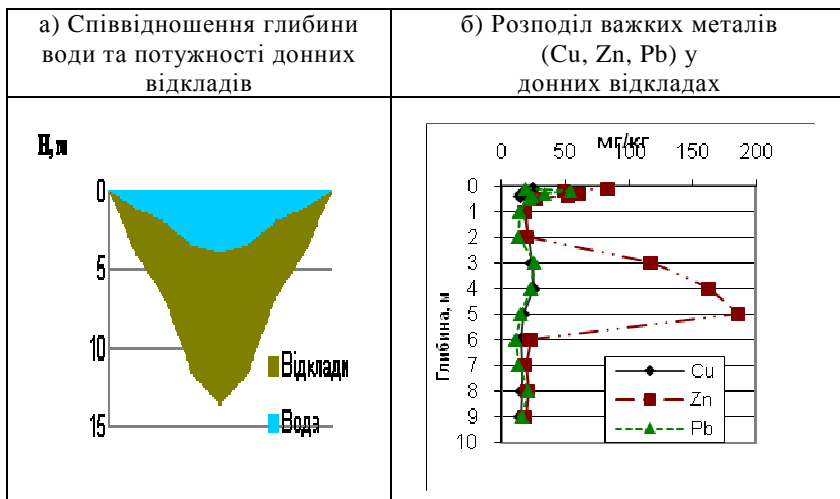 а) Співвідношення глибини
води та потужності донних
відкладів
б) Розподіл важких металів
(Cu, Zn, Pb) у
донних відкладах
Н, м
0
5
10
15
Відклади
Вода
мг/кг
0 50 100 150 200
0
1
2
3
4
5
6
7
8
9
10
Глибина, м
Cu
Zn
Pb